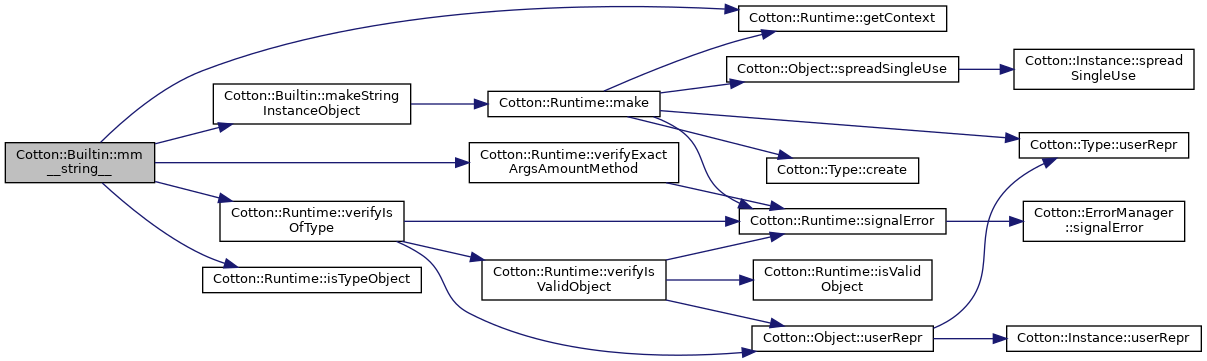 Cotton::Builtin::mm
__string__
Cotton::Runtime::getContext
Cotton::Builtin::makeString
InstanceObject
Cotton::Runtime::make
Cotton::Object::spreadSingleUse
Cotton::Instance::spread
SingleUse
Cotton::Type::userRepr
Cotton::Type::create
Cotton::Runtime::verifyExact
ArgsAmountMethod
Cotton::Runtime::signalError
Cotton::ErrorManager
::signalError
Cotton::Runtime::verifyIs
OfType
Cotton::Runtime::verifyIs
ValidObject
Cotton::Runtime::isValid
Object
Cotton::Runtime::isTypeObject
Cotton::Object::userRepr
Cotton::Instance::userRepr